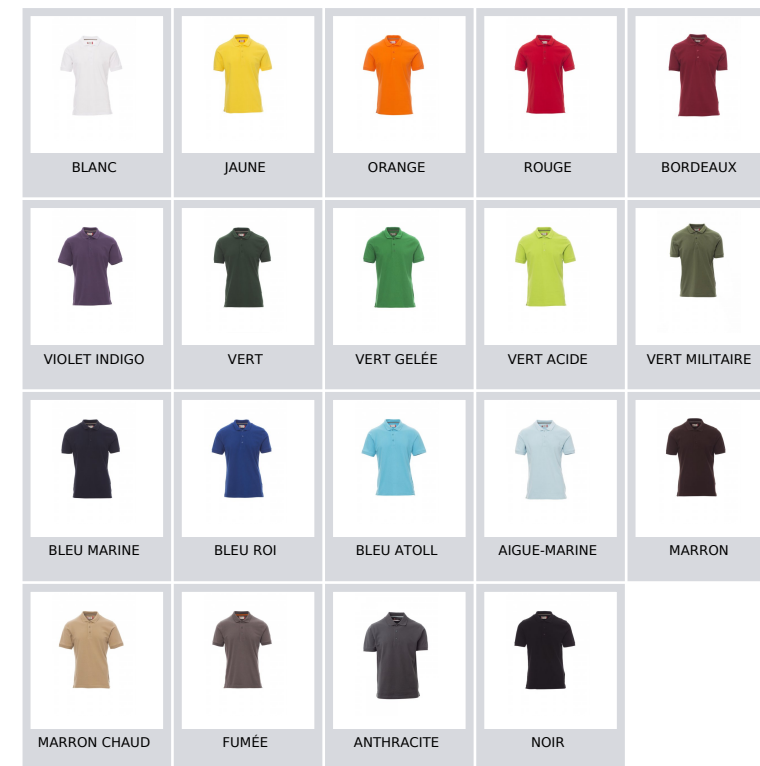 BLANC
JAUNE
ORANGE
ROUGE
BORDEAUX
VIOLET INDIGO
VERT
VERT GELÉE
VERT ACIDE
VERT MILITAIRE
BLEU MARINE
BLEU ROI
BLEU ATOLL
AIGUE-MARINE
MARRON
MARRON CHAUD
FUMÉE
ANTHRACITE
NOIR